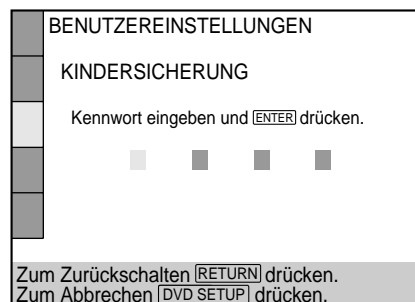 BENUTZEREINSTELLUNGEN
KINDERSICHERUNG
Kennwort eingeben und ENTER drücken.
Zum Zurückschalten RETURN drücken.
Zum Abbrechen DVD SETUP drücken.